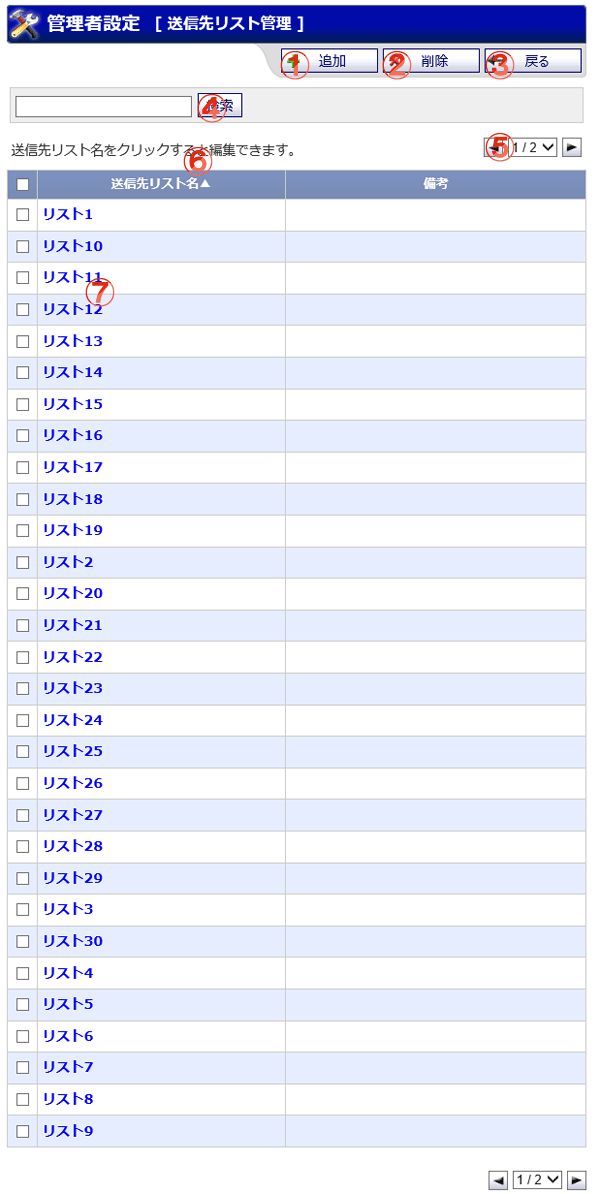 管理者設定 [ 送信先リスト管理 ]
① 追加 ② 削除 ③ 戻る
④ 検索
送信先リスト名をクリックすると編集できます。
⑤ 1 / 2
⑥
送信先リスト名▲ 備考
リスト1
リスト10
リスト11
⑦
リスト12
リスト13
リスト14
リスト15
リスト16
リスト17
リスト18
リスト19
リスト2
リスト20
リスト21
リスト22
リスト23
リスト24
リスト25
リスト26
リスト27
リスト28
リスト29
リスト3
リスト30
リスト4
リスト5
リスト6
リスト7
リスト8
リスト9
1 / 2